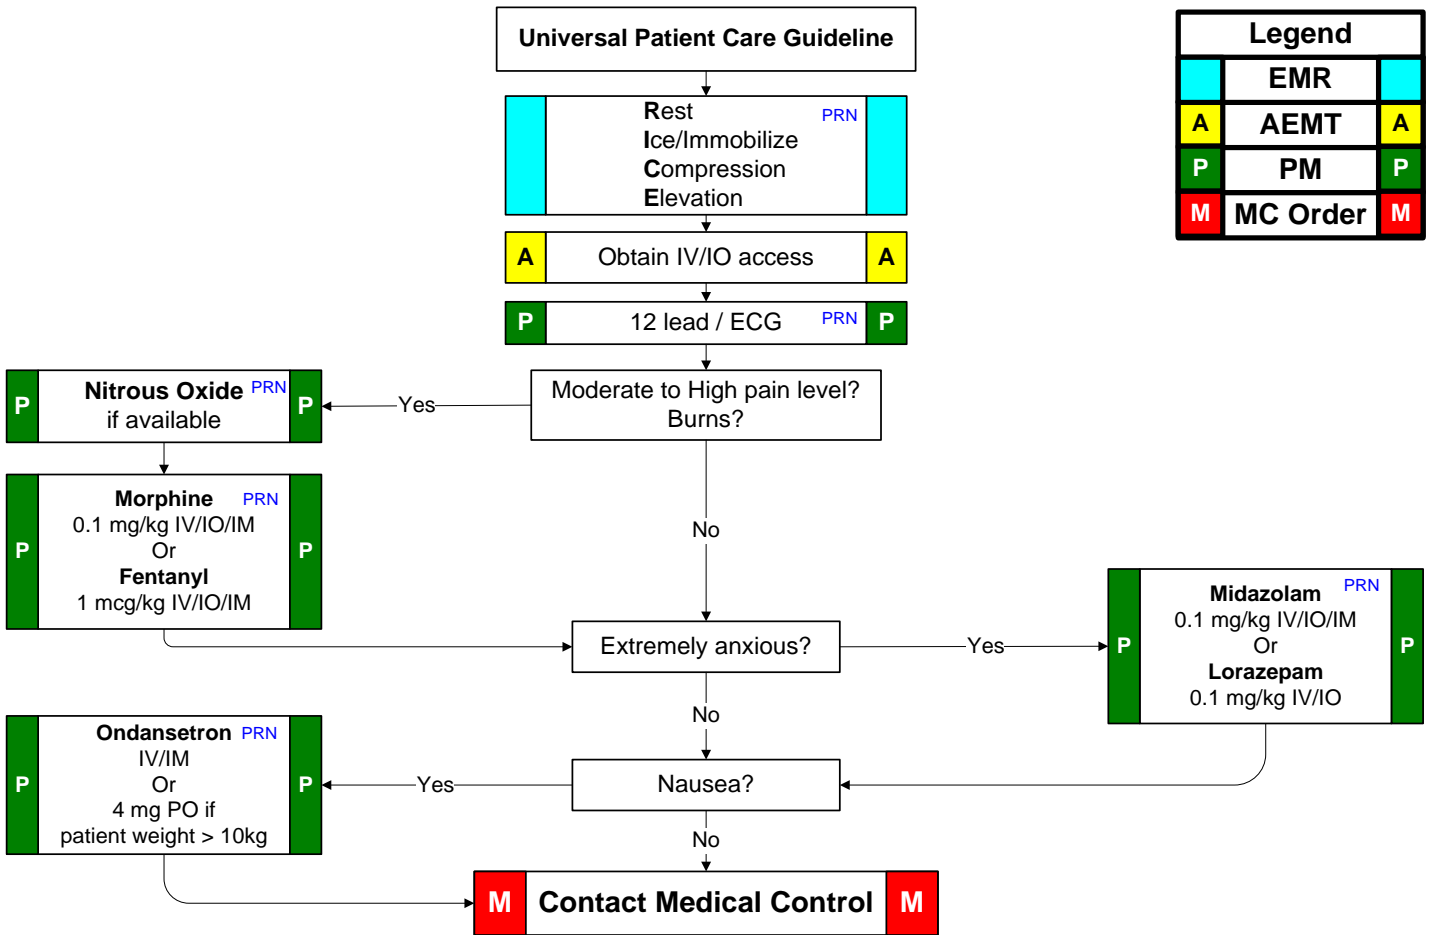 Universal Patient Care Guideline
Legend
EMR
A AEMT A
P PM P
M MC Order M
Rest PRN
Ice/Immobilize
Compression
Elevation
A Obtain IV/IO access A
P 12 lead / ECG PRN P
Moderate to High pain level?
Burns?
Yes
P Nitrous Oxide PRN P
if available
Morphine PRN
0.1 mg/kg IV/IO/IM
P Or P
Fentanyl
1 mcg/kg IV/IO/IM
No
Extremely anxious?
Yes
Midazolam PRN
0.1 mg/kg IV/IO/IM
P Or P
Lorazepam
0.1 mg/kg IV/IO
No
Nausea?
Yes
Ondansetron PRN
IV/IM
P Or P
4 mg PO if
patient weight > 10kg
No
M Contact Medical Control M